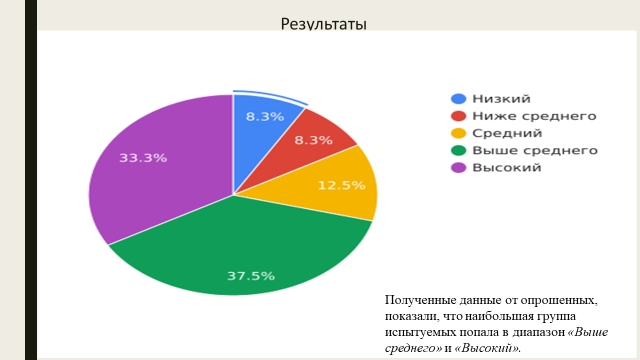 Результаты
8.3%
8.3%
12.5%
37.5%
33.3%
Низкий
Ниже среднего
Средний
Выше среднего
Высокий
Полученные данные от опрошенных,
показали, что наибольшая группа
испытуемых попала в диапазон «Выше
среднего» и «Высокий».